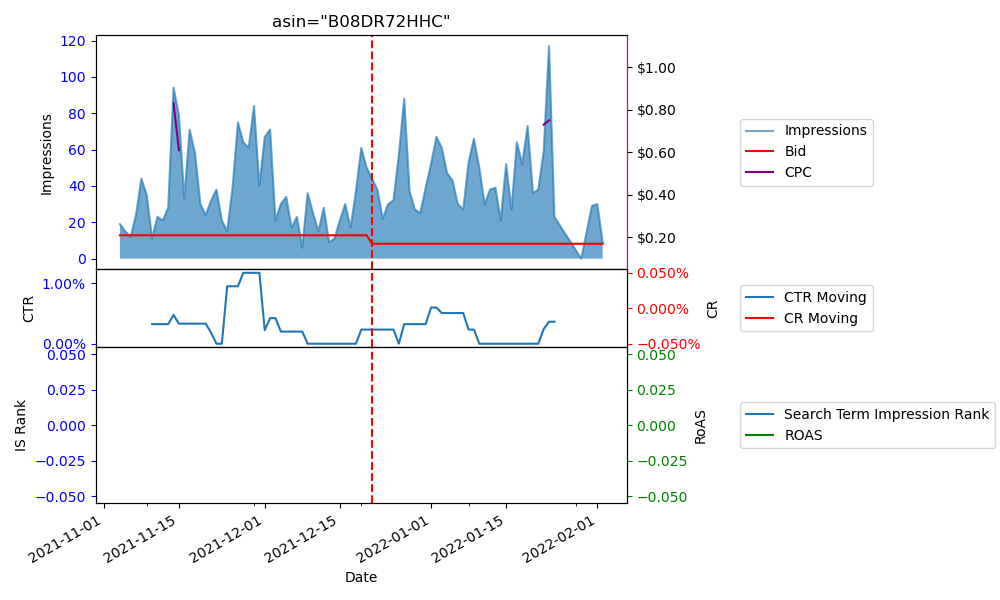 asin="B08DR72HHC"
120
100
80
60
40
20
0
Impressions
$1.00
$0.80
$0.60
$0.40
$0.20
Impressions
Bid
CPC
1.00%
0.00%
CTR
0.050%
0.000%
−0.050%
CR
CTR Moving
CR Moving
0.050
0.025
0.000
−0.025
−0.050
IS Rank
0.050
0.025
0.000
−0.025
−0.050
RoAS
Search Term Impression Rank
ROAS
2021-11-01
2021-11-15
2021-12-01
2021-12-15
2022-01-01
2022-01-15
2022-02-01
Date